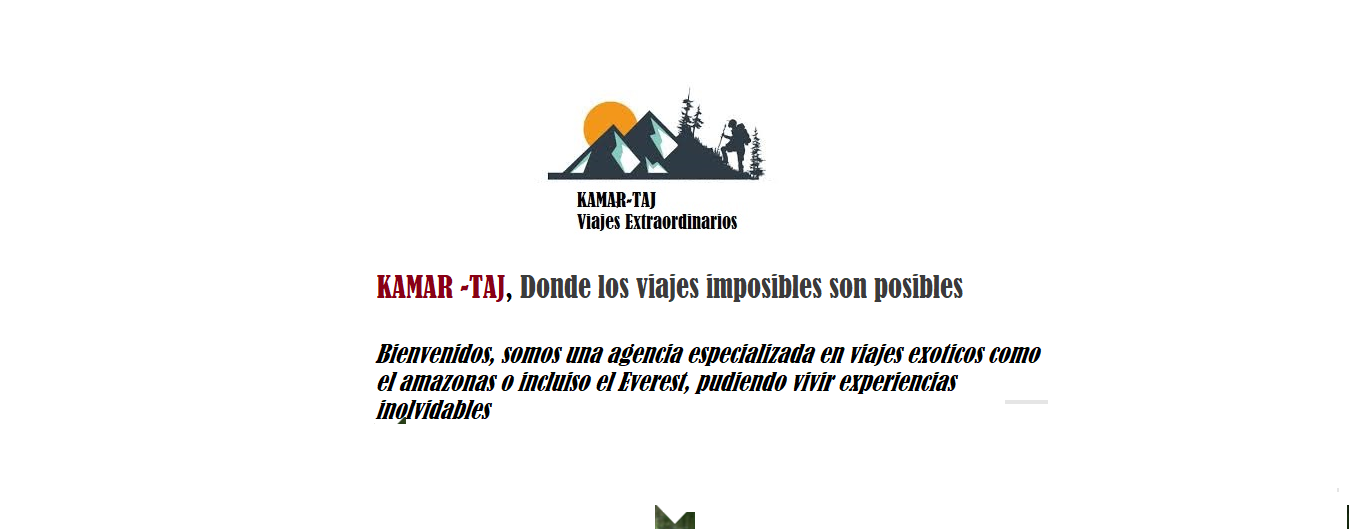 KAMAR-TAJ
Viajes Extraordinarios
KAMAR -TAJ, Donde los viajes imposibles son posibles
Bienvenidos, somos una agencia especializada en viajes exoticos como
el amazonas o incluiso el Everest, pudiendo vivir experiencias
inolvidables